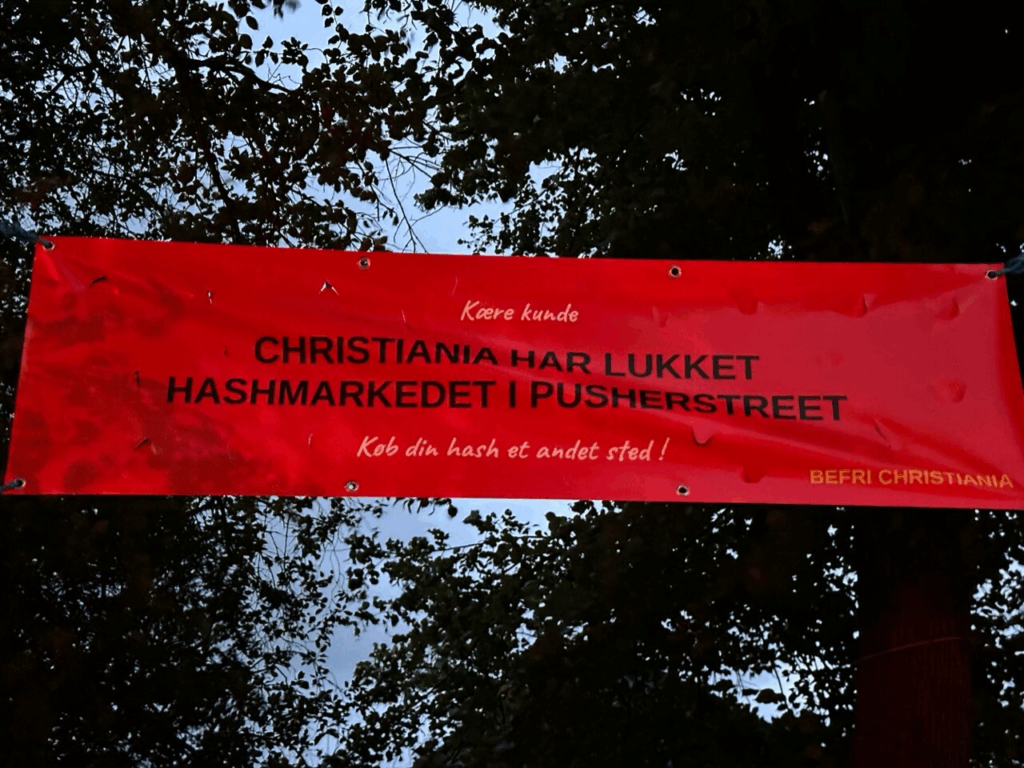 Kære kunde
CHRISTIANIA HAR LUKKET
HASHMARKEDET I PUSHERSTREET
Køb din hash et andet sted !
BEFRI CHRISTIANIA